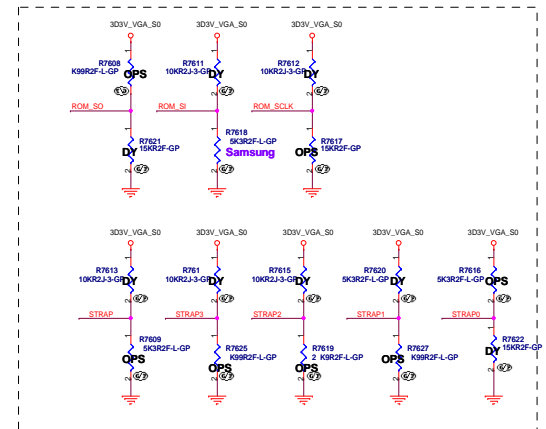 3D3V_VGA_S0 3D3V_VGA_S0 3D3V_VGA_S0
R7608 R7611 R7612
K99R2F-L-GP 10KR2J-3-GP 10KR2J-3-GP
OPS DY DY
ROM_SO ROM_SI ROM_SCLK
R7621 R7618 R7617
15KR2F-GP 5K3R2F-L-GP 15KR2F-GP
DY Samsung OPS
3D3V_VGA_S0 3D3V_VGA_S0 3D3V_VGA_S0 3D3V_VGA_S0 3D3V_VGA_S0
R7613 R761 R7615 R7620 R7616
10KR2J-3-GP 10KR2J-3-GP 10KR2J-3-GP 5K3R2F-L-GP 5K3R2F-L-GP
DY DY DY DY OPS
STRAP STRAP3 STRAP2 STRAP1 STRAP0
R7609 R7625 R7619 R7627 R7622
5K3R2F-L-GP K99R2F-L-GP 2 K9R2F-L-GP K99R2F-L-GP 15KR2F-GP
OPS OPS OPS OPS DY